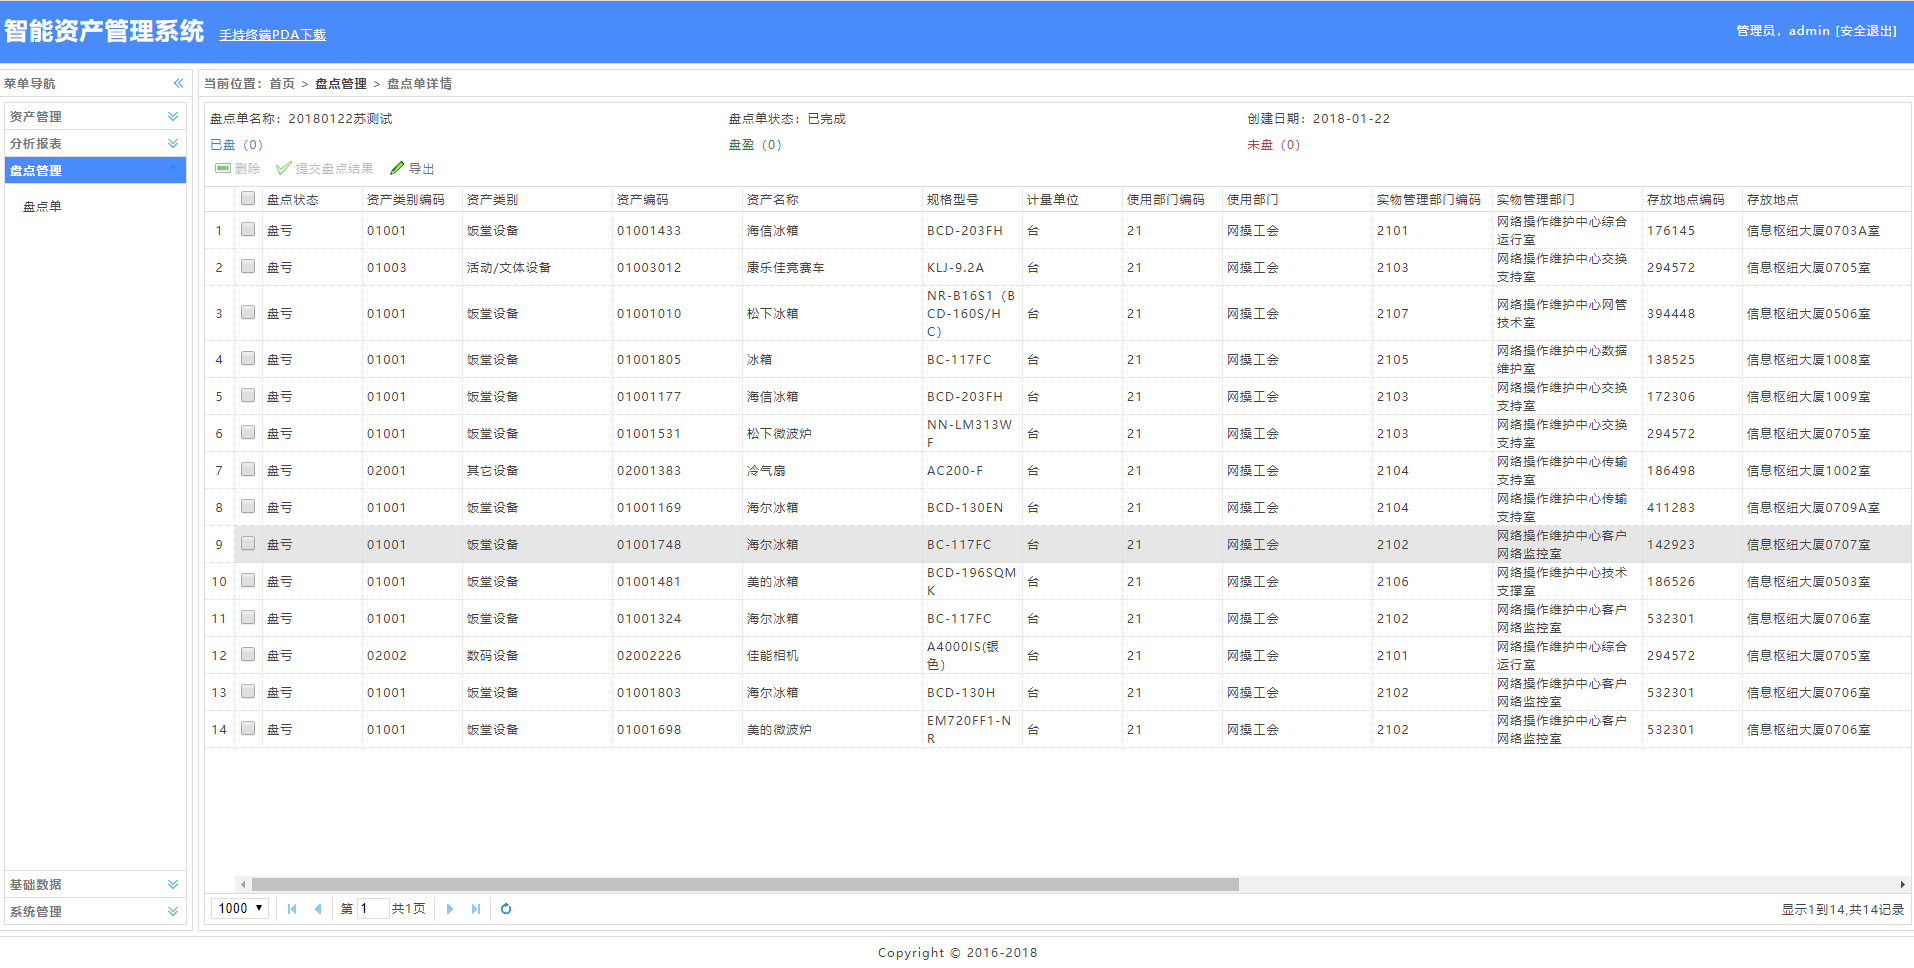 智能资产管理系统 手持终端PDA下载 管理员，admin [安全退出]
菜单导航
资产管理
分析报表
盘点管理
盘点单
基础数据
系统管理
当前位置：首页 > 盘点管理 > 盘点单详情
盘点单名称：20180122苏测试 盘点单状态：已完成 创建日期：2018-01-22
已盘（0） 盘盈（0） 未盘（0）
删除 提交盘点结果 导出
盘点状态 资产类别编码 资产类别 资产编码 资产名称 规格型号 计量单位 使用部门编码 使用部门 实物管理部门编码 实物管理部门 存放地点编码 存放地点
1 盘亏 01001 饭堂设备 01001433 海信冰箱 BCD-203FH 台 21 网操工会 2101 网络操作维护中心综合运行室 176145 信息枢纽大厦0703A室
2 盘亏 01003 活动/文体设备 01003012 康乐佳竞赛车 KLJ-9.2A 台 21 网操工会 2103 网络操作维护中心交换支持室 294572 信息枢纽大厦0705室
3 盘亏 01001 饭堂设备 01001010 松下冰箱 NR-B16S1（BCD-160S/HC） 台 21 网操工会 2107 网络操作维护中心网管技术室 394448 信息枢纽大厦0506室
4 盘亏 01001 饭堂设备 01001805 冰箱 BC-117FC 台 21 网操工会 2105 网络操作维护中心数据维护室 138525 信息枢纽大厦1008室
5 盘亏 01001 饭堂设备 01001177 海信冰箱 BCD-203FH 台 21 网操工会 2103 网络操作维护中心交换支持室 172306 信息枢纽大厦1009室
6 盘亏 01001 饭堂设备 01001531 松下微波炉 NN-LM313WF 台 21 网操工会 2103 网络操作维护中心交换支持室 294572 信息枢纽大厦0705室
7 盘亏 02001 其它设备 02001383 冷气扇 AC200-F 台 21 网操工会 2104 网络操作维护中心传输支持室 186498 信息枢纽大厦1002室
8 盘亏 01001 饭堂设备 01001169 海尔冰箱 BCD-130EN 台 21 网操工会 2104 网络操作维护中心传输支持室 411283 信息枢纽大厦0709A室
9 盘亏 01001 饭堂设备 01001748 海尔冰箱 BC-117FC 台 21 网操工会 2102 网络操作维护中心客户网络监控室 142923 信息枢纽大厦0707室
10 盘亏 01001 饭堂设备 01001481 美的冰箱 BCD-196SQMK 台 21 网操工会 2106 网络操作维护中心技术支撑室 186526 信息枢纽大厦0503室
11 盘亏 01001 饭堂设备 01001324 海尔冰箱 BC-117FC 台 21 网操工会 2102 网络操作维护中心客户网络监控室 532301 信息枢纽大厦0706室
12 盘亏 02002 数码设备 02002226 佳能相机 A4000IS(银色) 台 21 网操工会 2101 网络操作维护中心综合运行室 294572 信息枢纽大厦0705室
13 盘亏 01001 饭堂设备 01001803 海尔冰箱 BCD-130H 台 21 网操工会 2102 网络操作维护中心客户网络监控室 532301 信息枢纽大厦0706室
14 盘亏 01001 饭堂设备 01001698 美的微波炉 EM720FF1-NR 台 21 网操工会 2102 网络操作维护中心客户网络监控室 532301 信息枢纽大厦0706室
1000 第 1 共1页 显示1到14,共14记录
Copyright © 2016-2018